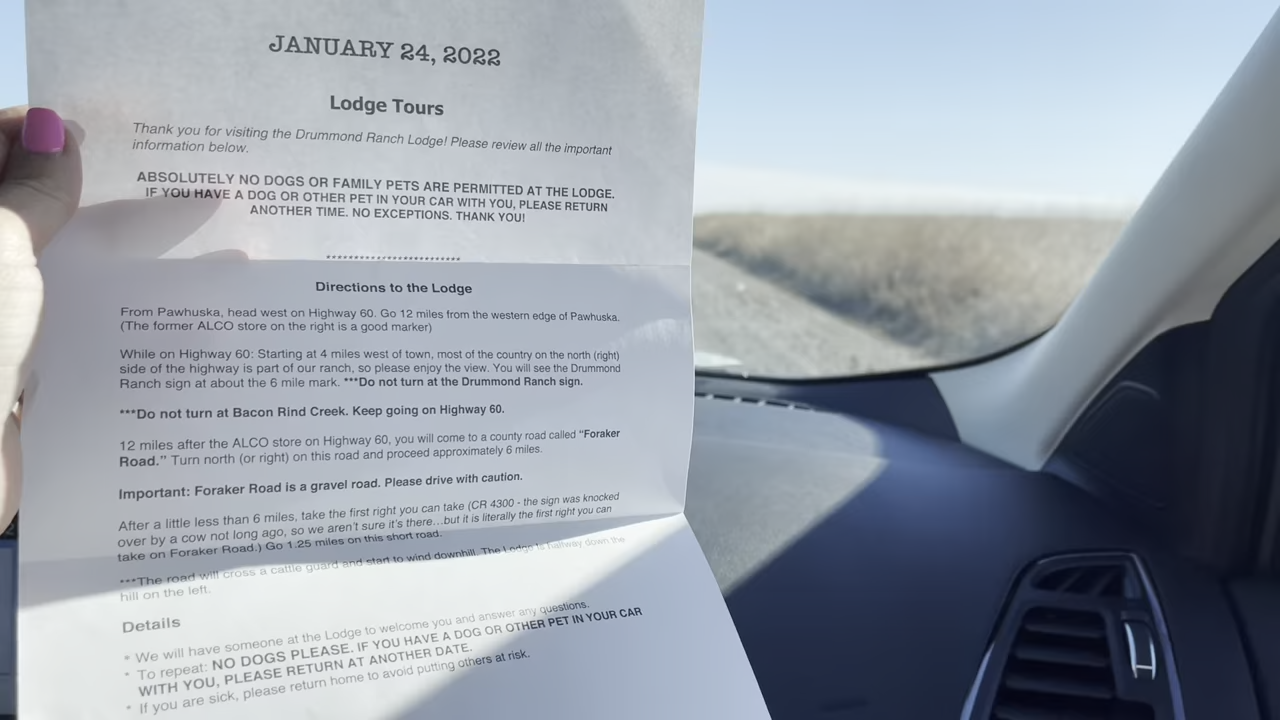 JANUARY 24, 2022
Lodge Tours
Thank you for visiting the Drummond Ranch Lodge! Please review all the important
information below.
ABSOLUTELY NO DOGS OR FAMILY PETS ARE PERMITTED AT THE LODGE.
IF YOU HAVE A DOG OR OTHER PET IN YOUR CAR WITH YOU, PLEASE RETURN
ANOTHER TIME. NO EXCEPTIONS. THANK YOU!
*************************
Directions to the Lodge
From Pawhuska, head west on Highway 60. Go 12 miles from the western edge of Pawhuska.
(The former ALCO store on the right is a good marker)
While on Highway 60: Starting at 4 miles west of town, most of the country on the north (right)
side of the highway is part of our ranch, so please enjoy the view. You will see the Drummond
Ranch sign at about the 6 mile mark. ***Do not turn at the Drummond Ranch sign.
***Do not turn at Bacon Rind Creek. Keep going on Highway 60.
12 miles after the ALCO store on Highway 60, you will come to a county road called “Foraker
Road.” Turn north (or right) on this road and proceed approximately 6 miles.
Important: Foraker Road is a gravel road. Please drive with caution.
After a little less than 6 miles, take the first right you can take (CR 4300 - the sign was knocked
over by a cow not long ago, so we aren’t sure it’s there…but it is literally the first right you can
take on Foraker Road.) Go 1.25 miles on this short road.
***The road will cross a cattle guard and start to wind downhill. The Lodge is halfway down the
hill on the left.
Details
* We will have someone at the Lodge to welcome you and answer any questions.
* To repeat: NO DOGS PLEASE. IF YOU HAVE A DOG OR OTHER PET IN YOUR CAR
WITH YOU, PLEASE RETURN AT ANOTHER DATE.
* If you are sick, please return home to avoid putting others at risk.